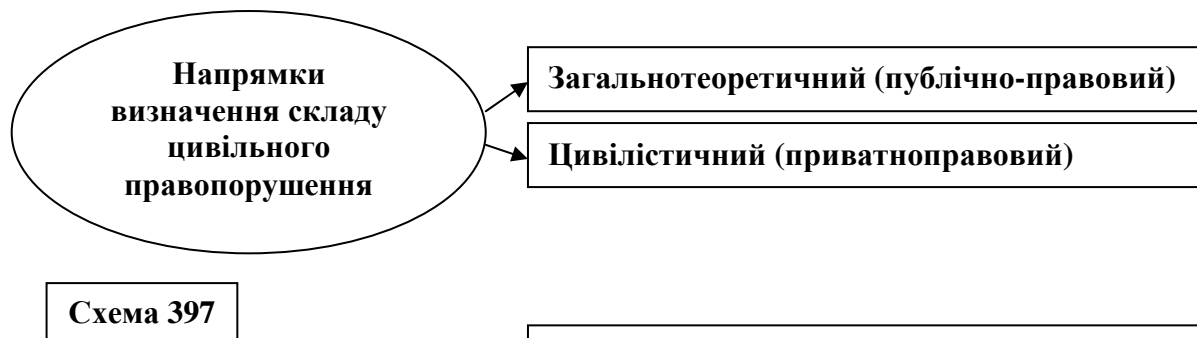 Напрямки
визначення складу
цивільного
правопорушення
Загальнотеоретичний (публічно-правовий)
Цивілістичний (приватноправовий)
Схема 397